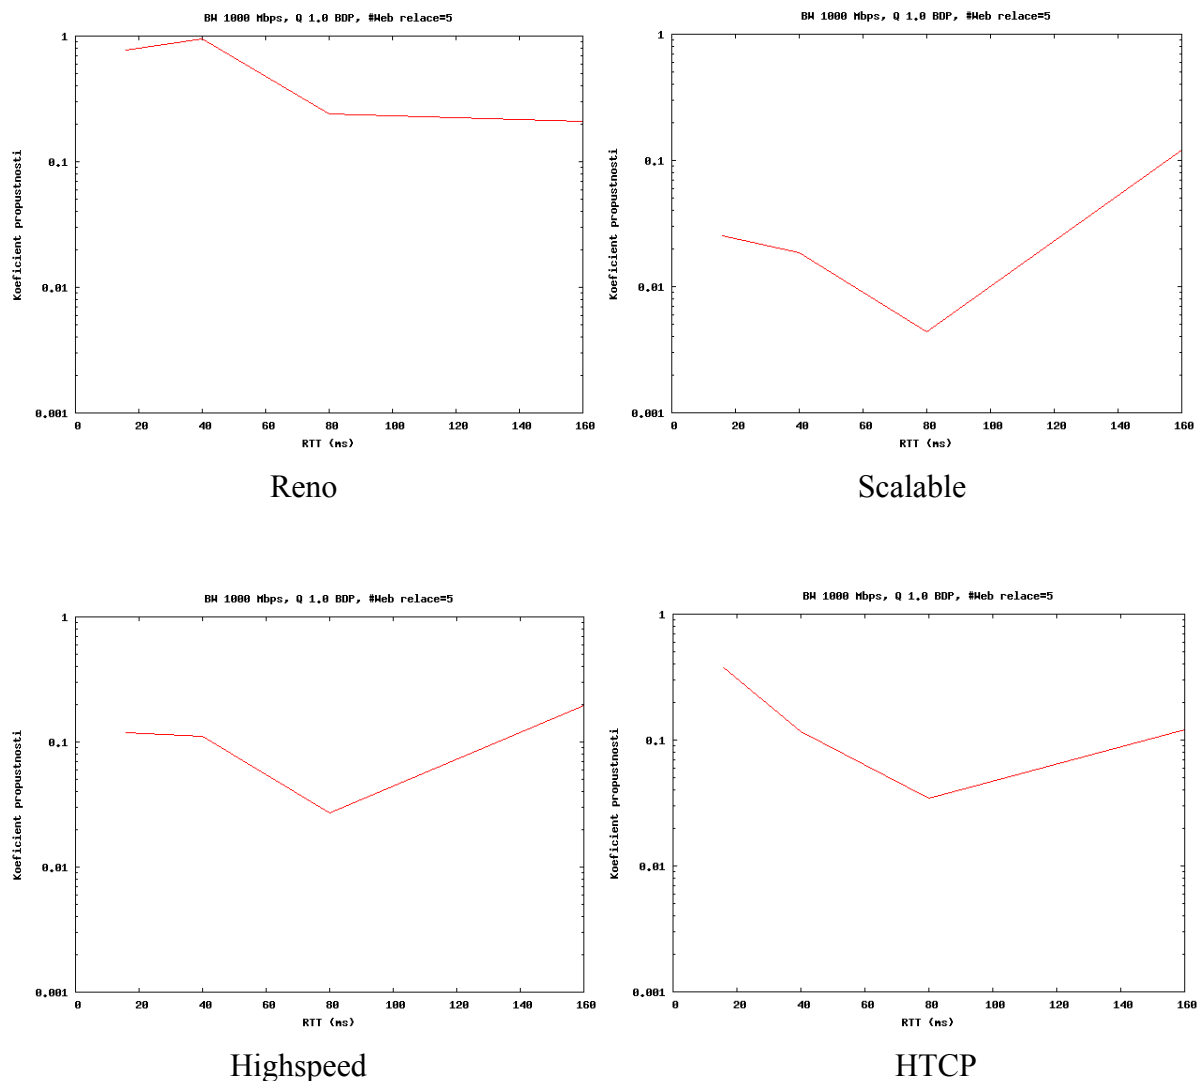 BW 1000 Mbps, Q 1.0 BDP, #Web relace=5
1
0.1
0.01
0.001
Koeficient propustnosti
0 20 40 60 80 100 120 140 160
RTT (ms)
Reno
BW 1000 Mbps, Q 1.0 BDP, #Web relace=5
1
0.1
0.01
0.001
Koeficient propustnosti
0 20 40 60 80 100 120 140 160
RTT (ms)
Scalable
BW 1000 Mbps, Q 1.0 BDP, #Web relace=5
1
0.1
0.01
0.001
Koeficient propustnosti
0 20 40 60 80 100 120 140 160
RTT (ms)
Highspeed
BW 1000 Mbps, Q 1.0 BDP, #Web relace=5
1
0.1
0.01
0.001
Koeficient propustnosti
0 20 40 60 80 100 120 140 160
RTT (ms)
HTCP